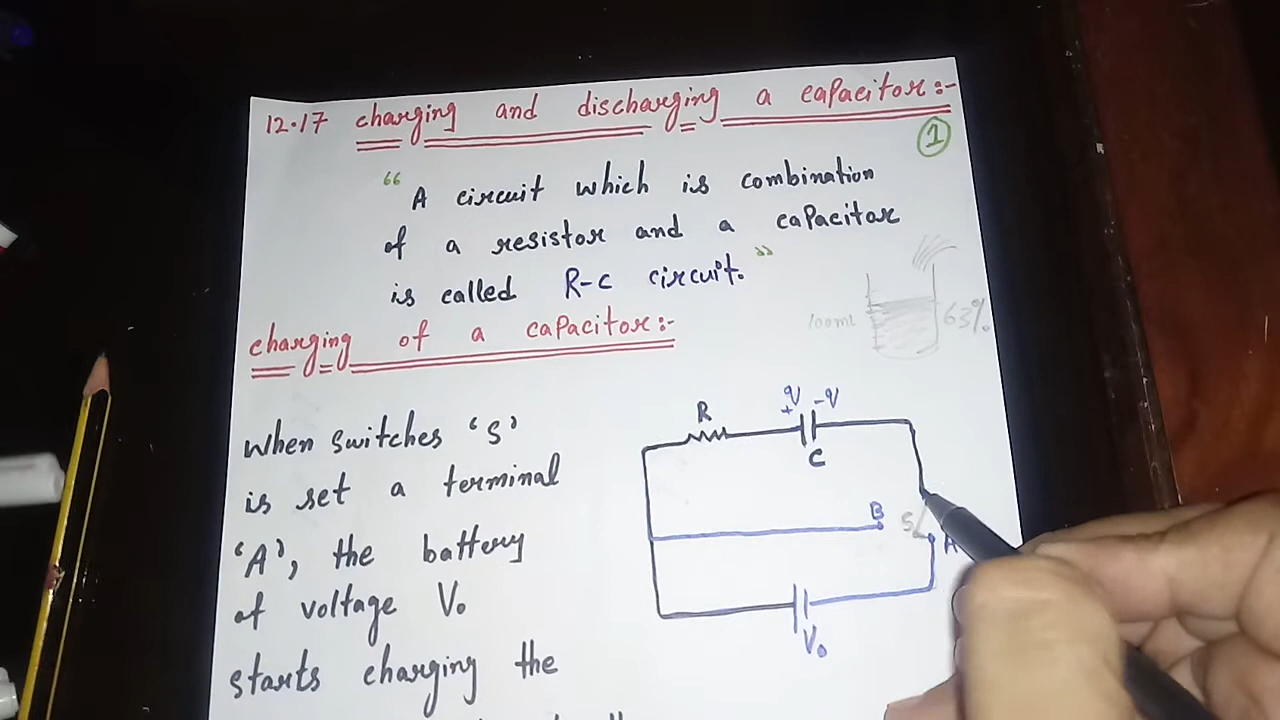 12.17 charging and discharging a capacitor:-
1
“A circuit which is combination
of a resistor and a capacitor
is called R-C circuit.”
100mL
63%
charging of a capacitor:-
when switches 'S'
is set a terminal
'A', the battery
of voltage V₀
starts charging the
R
q
-q
+
C
B
S
A
V₀